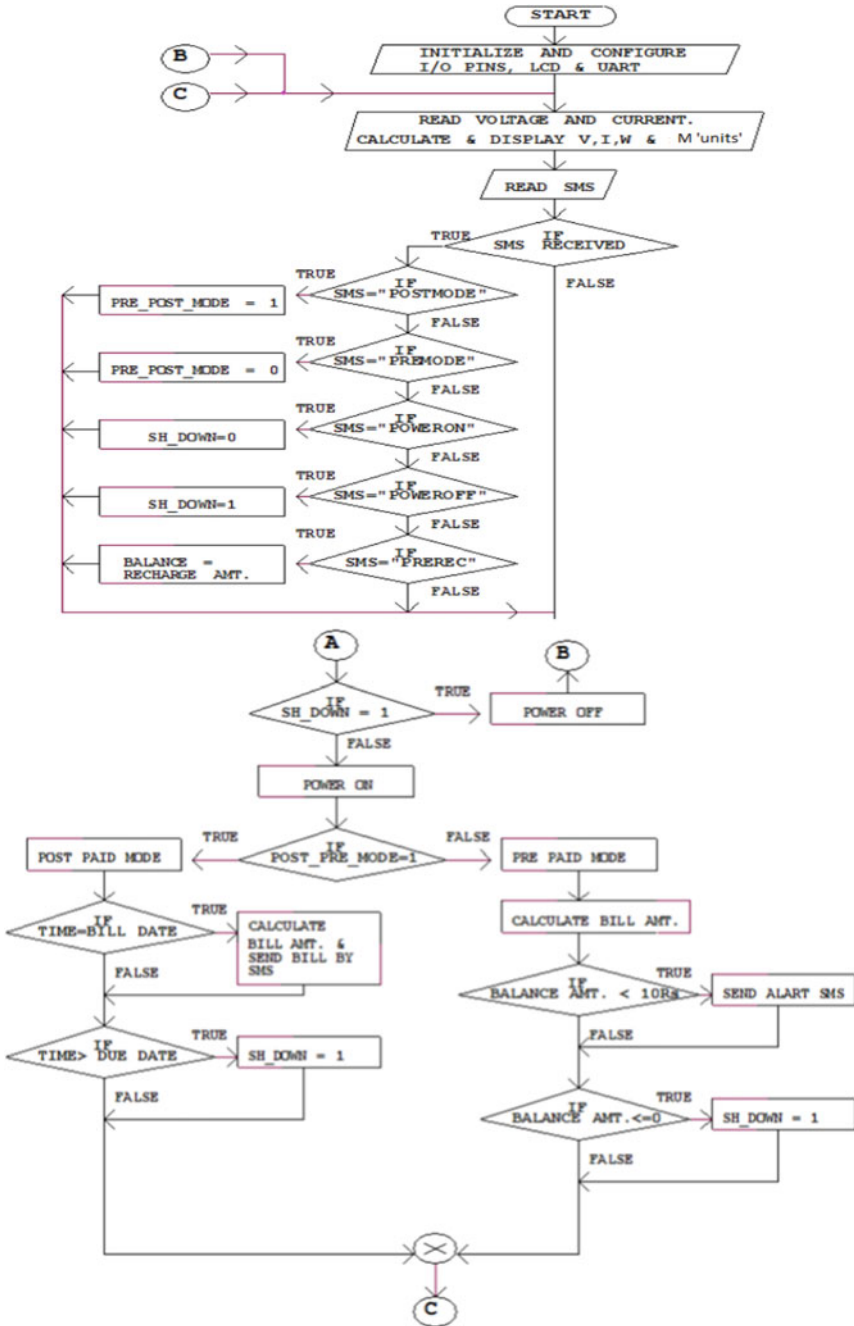 START
INITIALIZE AND CONFIGURE
I/O PINS, LCD & UART
B
C
READ VOLTAGE AND CURRENT.
CALCULATE & DISPLAY V,I,W & M'units'
READ SMS
IF
SMS RECEIVED
TRUE
FALSE
IF
SMS="POSTMODE"
TRUE
PRE_POST_MODE = 1
FALSE
IF
SMS="PREMODE"
TRUE
PRE_POST_MODE = 0
FALSE
IF
SMS="POWERON"
TRUE
SH_DOWN=0
FALSE
IF
SMS="POWEROFF"
TRUE
SH_DOWN=1
FALSE
IF
SMS="PREREC"
TRUE
BALANCE =
RECHARGE AMT.
FALSE
A
IF
SH_DOWN = 1
TRUE
POWER OFF
B
FALSE
POWER ON
IF
POST_PRE_MODE=1
TRUE
POST PAID MODE
FALSE
PRE PAID MODE
IF
TIME=BILL DATE
TRUE
CALCULATE
BILL AMT. &
SEND BILL BY
SMS
FALSE
IF
TIME> DUE DATE
TRUE
SH_DOWN = 1
FALSE
CALCULATE BILL AMT.
IF
BALANCE AMT. < 10Rs
TRUE
SEND ALART SMS
FALSE
IF
BALANCE AMT.<=0
TRUE
SH_DOWN = 1
FALSE
C